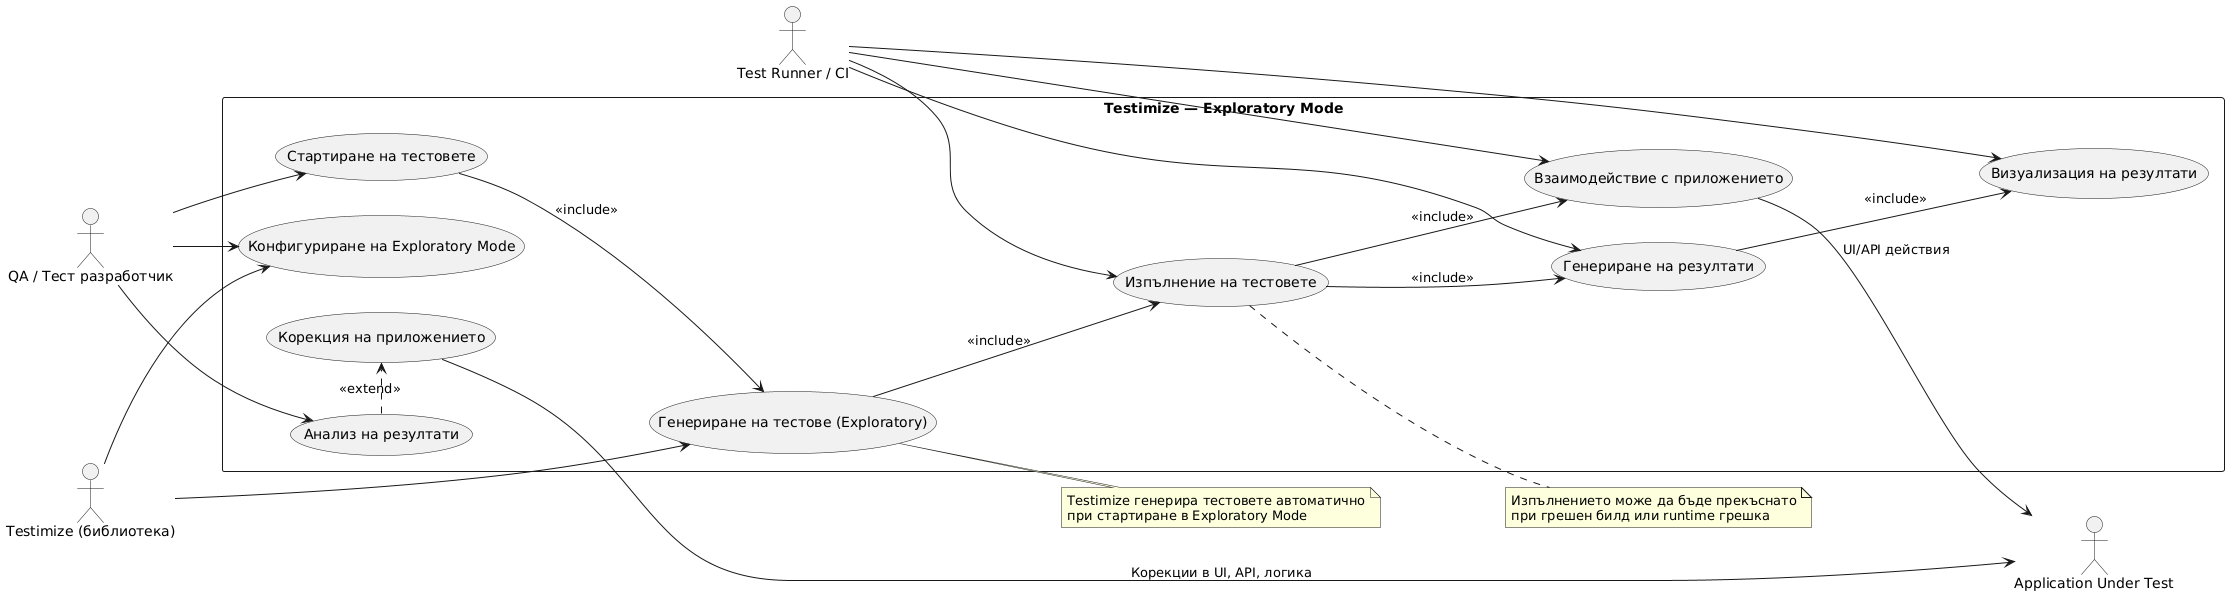 Test Runner / CI
Testimize — Exploratory Mode
Стартиране на тестовете
Взаимодействие с приложението
Визуализация на резултати
«include»
«include»
«include»
QA / Тест разработчик
Конфигуриране на Exploratory Mode
UI/API действия
Генериране на резултати
Изпълнение на тестовете
«include»
Корекция на приложението
«include»
«extend»
Генериране на тестове (Exploratory)
Анализ на резултати
Testimize (библиотека)
Testimize генерира тестовете автоматично
при стартиране в Exploratory Mode
Изпълнението може да бъде прекъснато
при грешен билд или runtime грешка
Корекции в UI, API, логика
Application Under Test